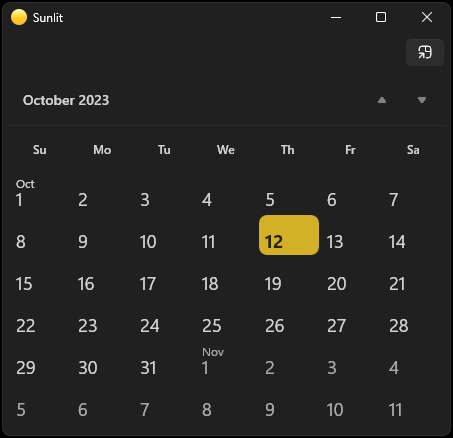 Sunlit
October 2023
Su Mo Tu We Th Fr Sa
Oct
1 2 3 4 5 6 7
8 9 10 11 12 13 14
15 16 17 18 19 20 21
22 23 24 25 26 27 28
Nov
29 30 31 1 2 3 4
5 6 7 8 9 10 11